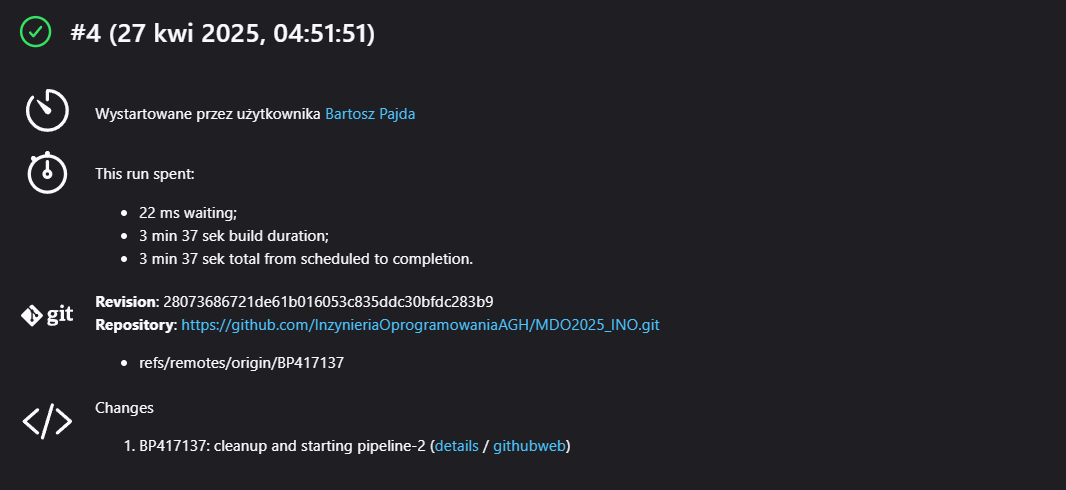 #4 (27 kwi 2025, 04:51:51)
Wystartowane przez użytkownika Bartosz Pajda
This run spent:
• 22 ms waiting;
• 3 min 37 sek build duration;
• 3 min 37 sek total from scheduled to completion.
git
Revision: 28073686721de61b016053c835ddc30bfdc283b9
Repository: https://github.com/InzynieriaOprogramowaniaAGH/MDO2025_INO.git
• refs/remotes/origin/BP417137
Changes
1. BP417137: cleanup and starting pipeline-2 (details / githubweb)